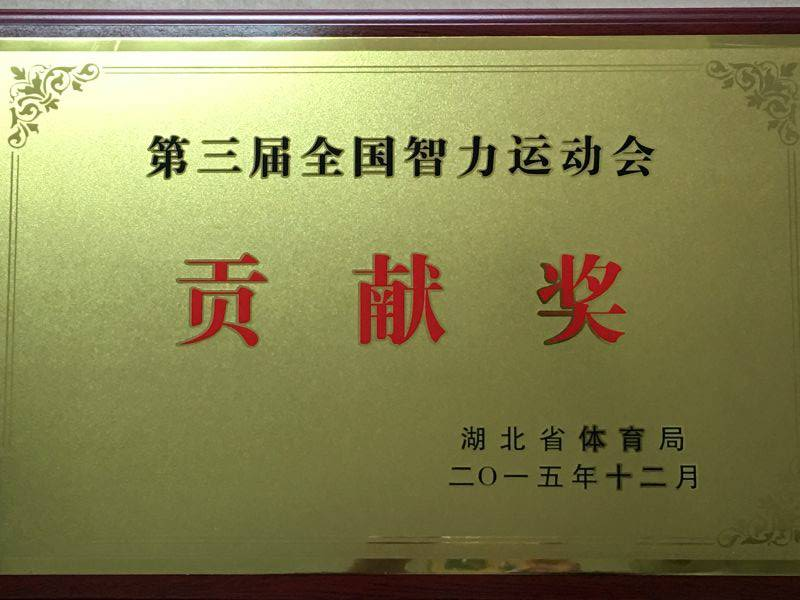 第三届全国智力运动会
贡献奖
湖北省体育局
二〇一五年十二月